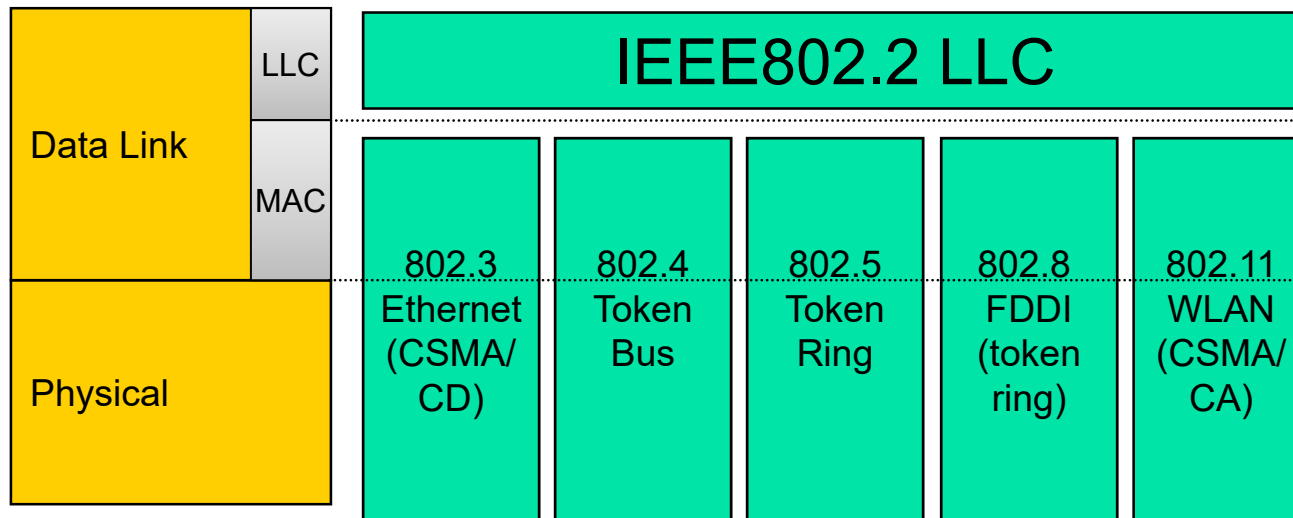 Data Link
LLC
MAC
Physical
IEEE802.2 LLC
802.3
Ethernet
(CSMA/
CD)
802.4
Token
Bus
802.5
Token
Ring
802.8
FDDI
(token
ring)
802.11
WLAN
(CSMA/
CA)